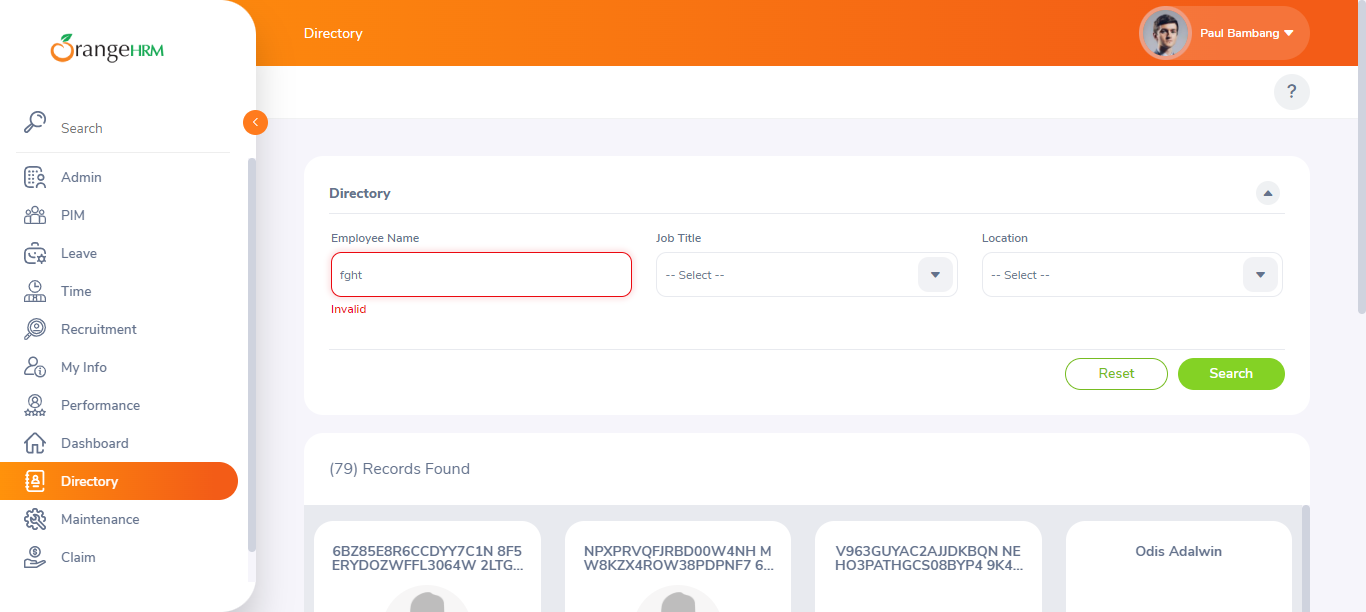 OrangeHRM
Directory
Paul Bambang
?
Search
Admin
PIM
Leave
Time
Recruitment
My Info
Performance
Dashboard
Directory
Maintenance
Claim
Directory
Employee Name
Job Title
Location
fght
-- Select --
-- Select --
Invalid
Reset
Search
(79) Records Found
6BZ85E8R6CCDYY7C1N 8F5
ERYDOZWFFL3064W 2LTG...
NPXPRVQFJRBD00W4NH M
W8KZX4ROW38PDPNF7 6...
V963GUYAC2AJJDKBQN NE
HO3PATHGCS08BYP4 9K4...
Odis Adalwin